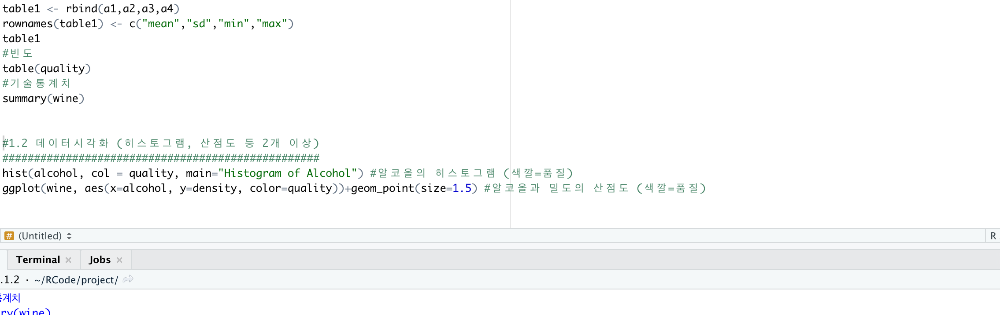 table1 <- rbind(a1,a2,a3,a4)
rownames(table1) <- c("mean","sd","min","max")
table1
#빈도
table(quality)
#기술통계치
summary(wine)
#1.2 데이터시각화 (히스토그램, 산점도 등 2개 이상)
##################################################
hist(alcohol, col = quality, main="Histogram of Alcohol") #알코올의 히스토그램 (색깔=품질)
ggplot(wine, aes(x=alcohol, y=density, color=quality))+geom_point(size=1.5) #알코올과 밀도의 산점도 (색깔=품질)
# (Untitled)
R
Terminal
Jobs
.1.2 · ~/RCode/project/
통계치
ry(wine)